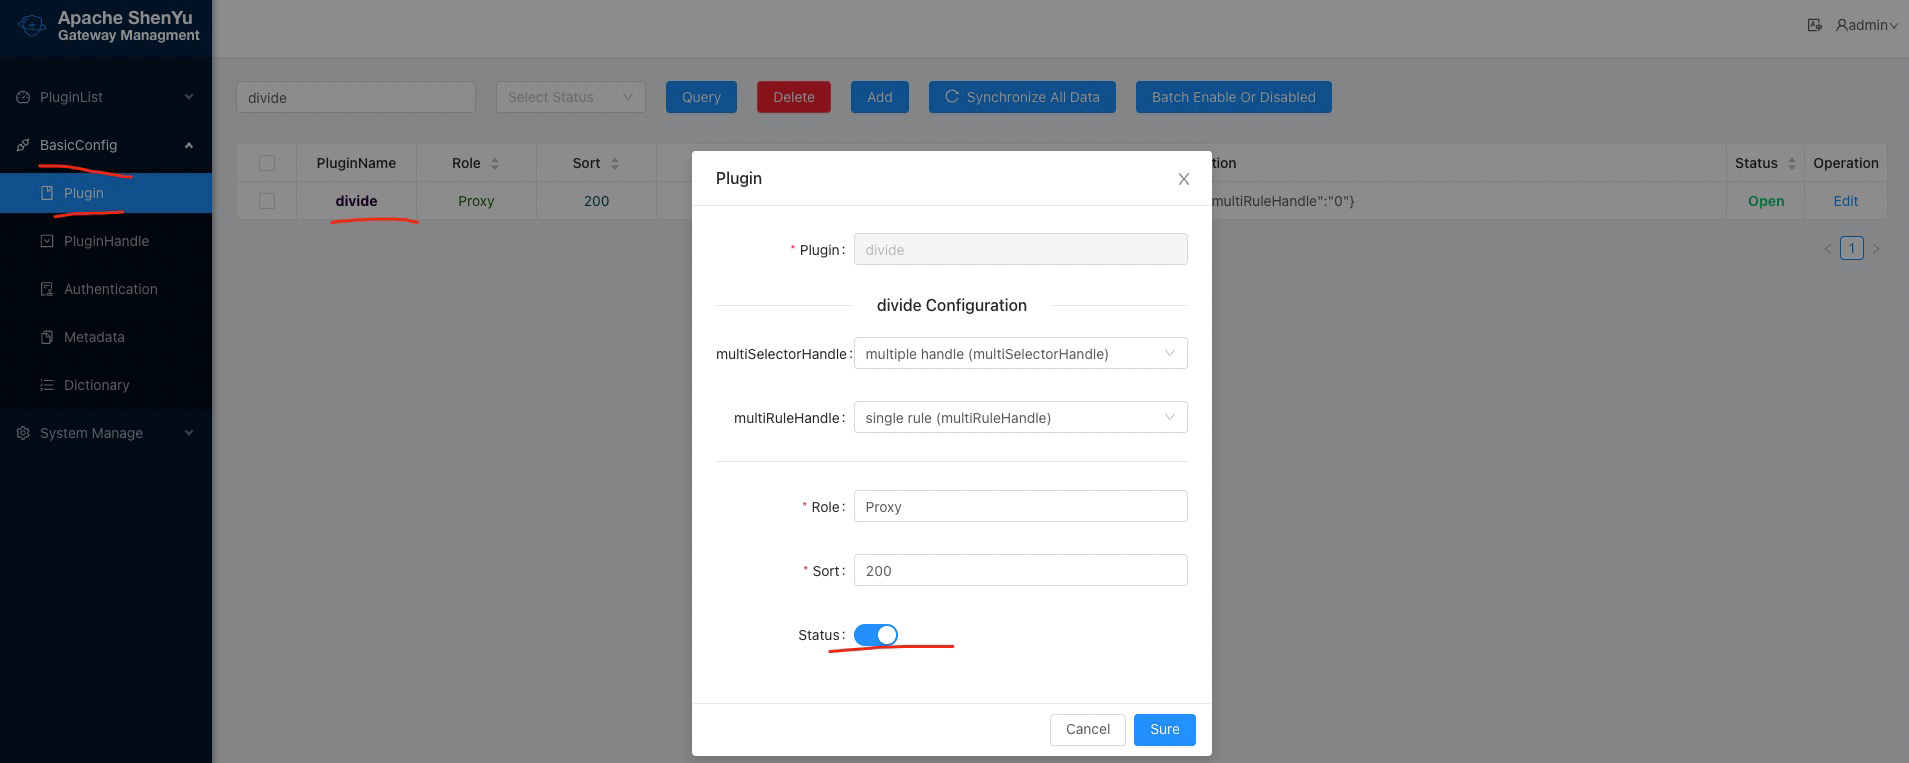 Apache ShenYu
Gateway Managment
admin
PluginList
BasicConfig
Plugin
PluginHandle
Authentication
Metadata
Dictionary
System Manage
divide
Select Status
Query
Delete
Add
Synchronize All Data
Batch Enable Or Disabled
PluginName
Role
Sort
tion
Status
Operation
divide
Proxy
200
multiRuleHandle":"0"}
Open
Edit
1
Plugin
* Plugin:
divide
divide Configuration
multiSelectorHandle:
multiple handle (multiSelectorHandle)
multiRuleHandle:
single rule (multiRuleHandle)
* Role:
Proxy
* Sort:
200
Status:
Cancel
Sure